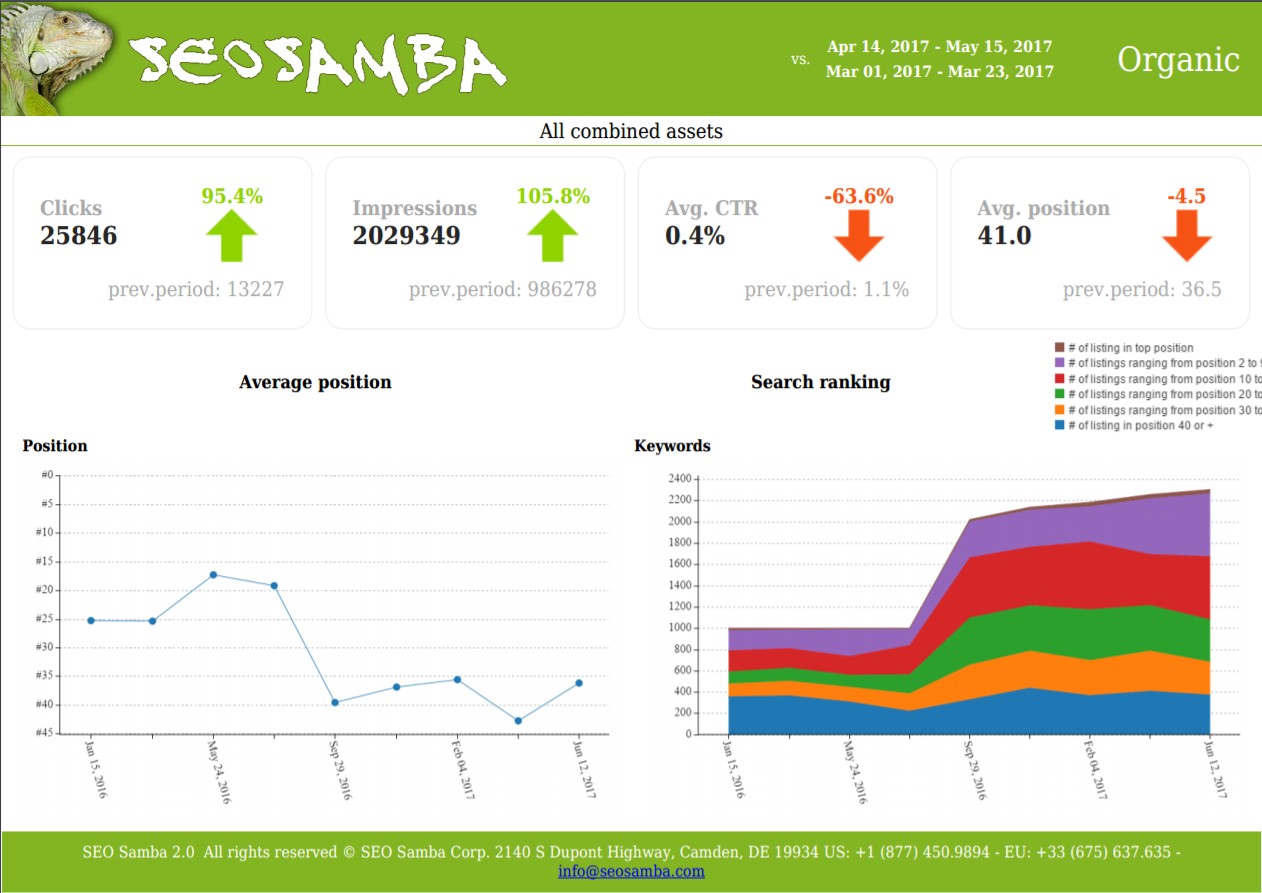 SEOSAMBA
vs.
Apr 14, 2017 - May 15, 2017
Mar 01, 2017 - Mar 23, 2017
Organic
All combined assets
Clicks
25846
95.4%
prev.period: 13227
Impressions
2029349
105.8%
prev.period: 986278
Avg. CTR
0.4%
-63.6%
prev.period: 1.1%
Avg. position
41.0
-4.5
prev.period: 36.5
Average position
Search ranking
# of listing in top position
# of listings ranging from position 2 to
# of listings ranging from position 10 to
# of listings ranging from position 20 to
# of listings ranging from position 30 to
# of listing in position 40 or +
Position
#0
#5
#10
#15
#20
#25
#30
#35
#40
#45
Jan 15, 2016
May 24, 2016
Sep 29, 2016
Feb 04, 2017
Jun 12, 2017
Keywords
2400
2200
2000
1800
1600
1400
1200
1000
800
600
400
200
0
Jan 15, 2016
May 24, 2016
Sep 29, 2016
Feb 04, 2017
Jun 12, 2017
SEO Samba 2.0 All rights reserved © SEO Samba Corp. 2140 S Dupont Highway, Camden, DE 19934 US: +1 (877) 450.9894 - EU: +33 (675) 637.635 -
info@seosamba.com